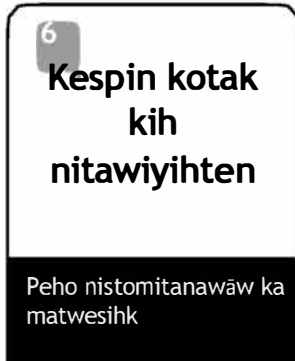 6
Kespin kotak
kih
nitawiyihten
Peho nistomitanawāw ka
matwesihk